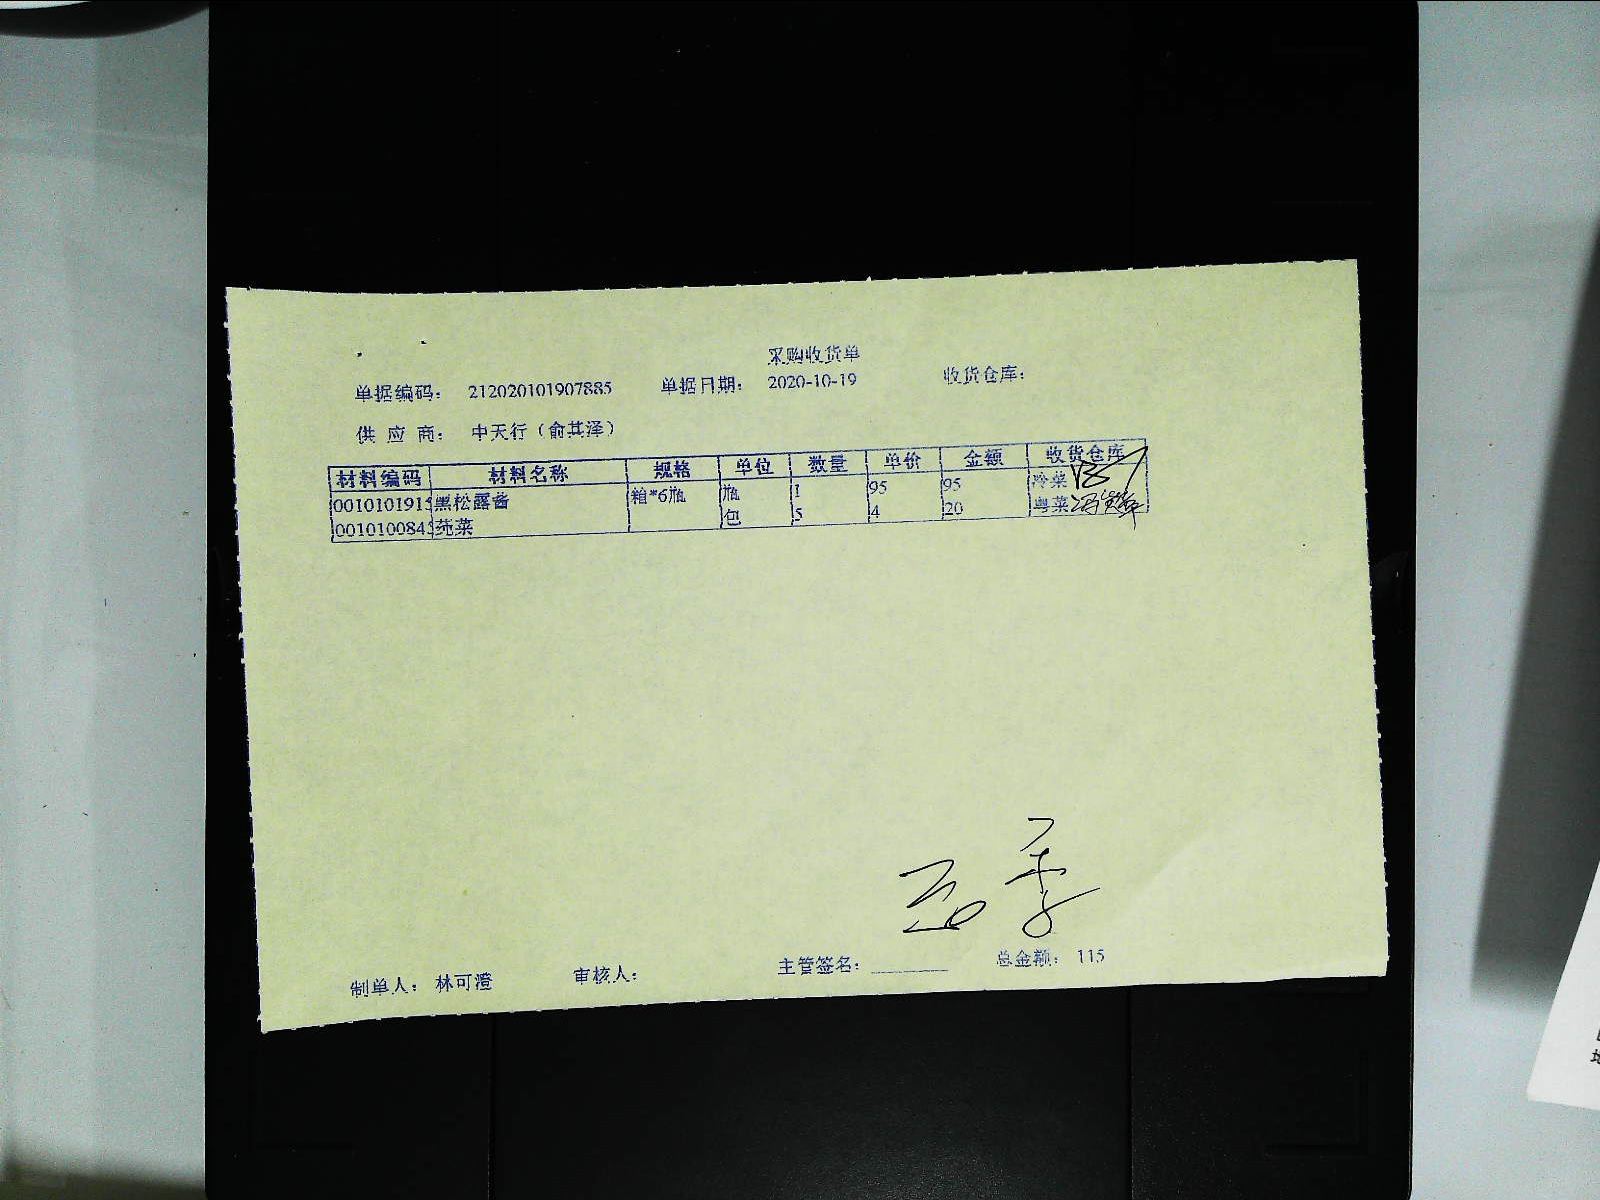 采购收货单
单据编码： 212020101907885 单据日期： 2020-10-19 收货仓库：
供 应 商： 中天行（俞其泽）
材料编码 材料名称 规格 单位 数量 单价 金额 收货仓库
001010191 黑松露酱 箱*6瓶 瓶 1 95 95 冷菜
001010084 莼菜 包 5 4 20 粤菜
制单人： 林可澄 审核人： 主管签名： 总金额： 115